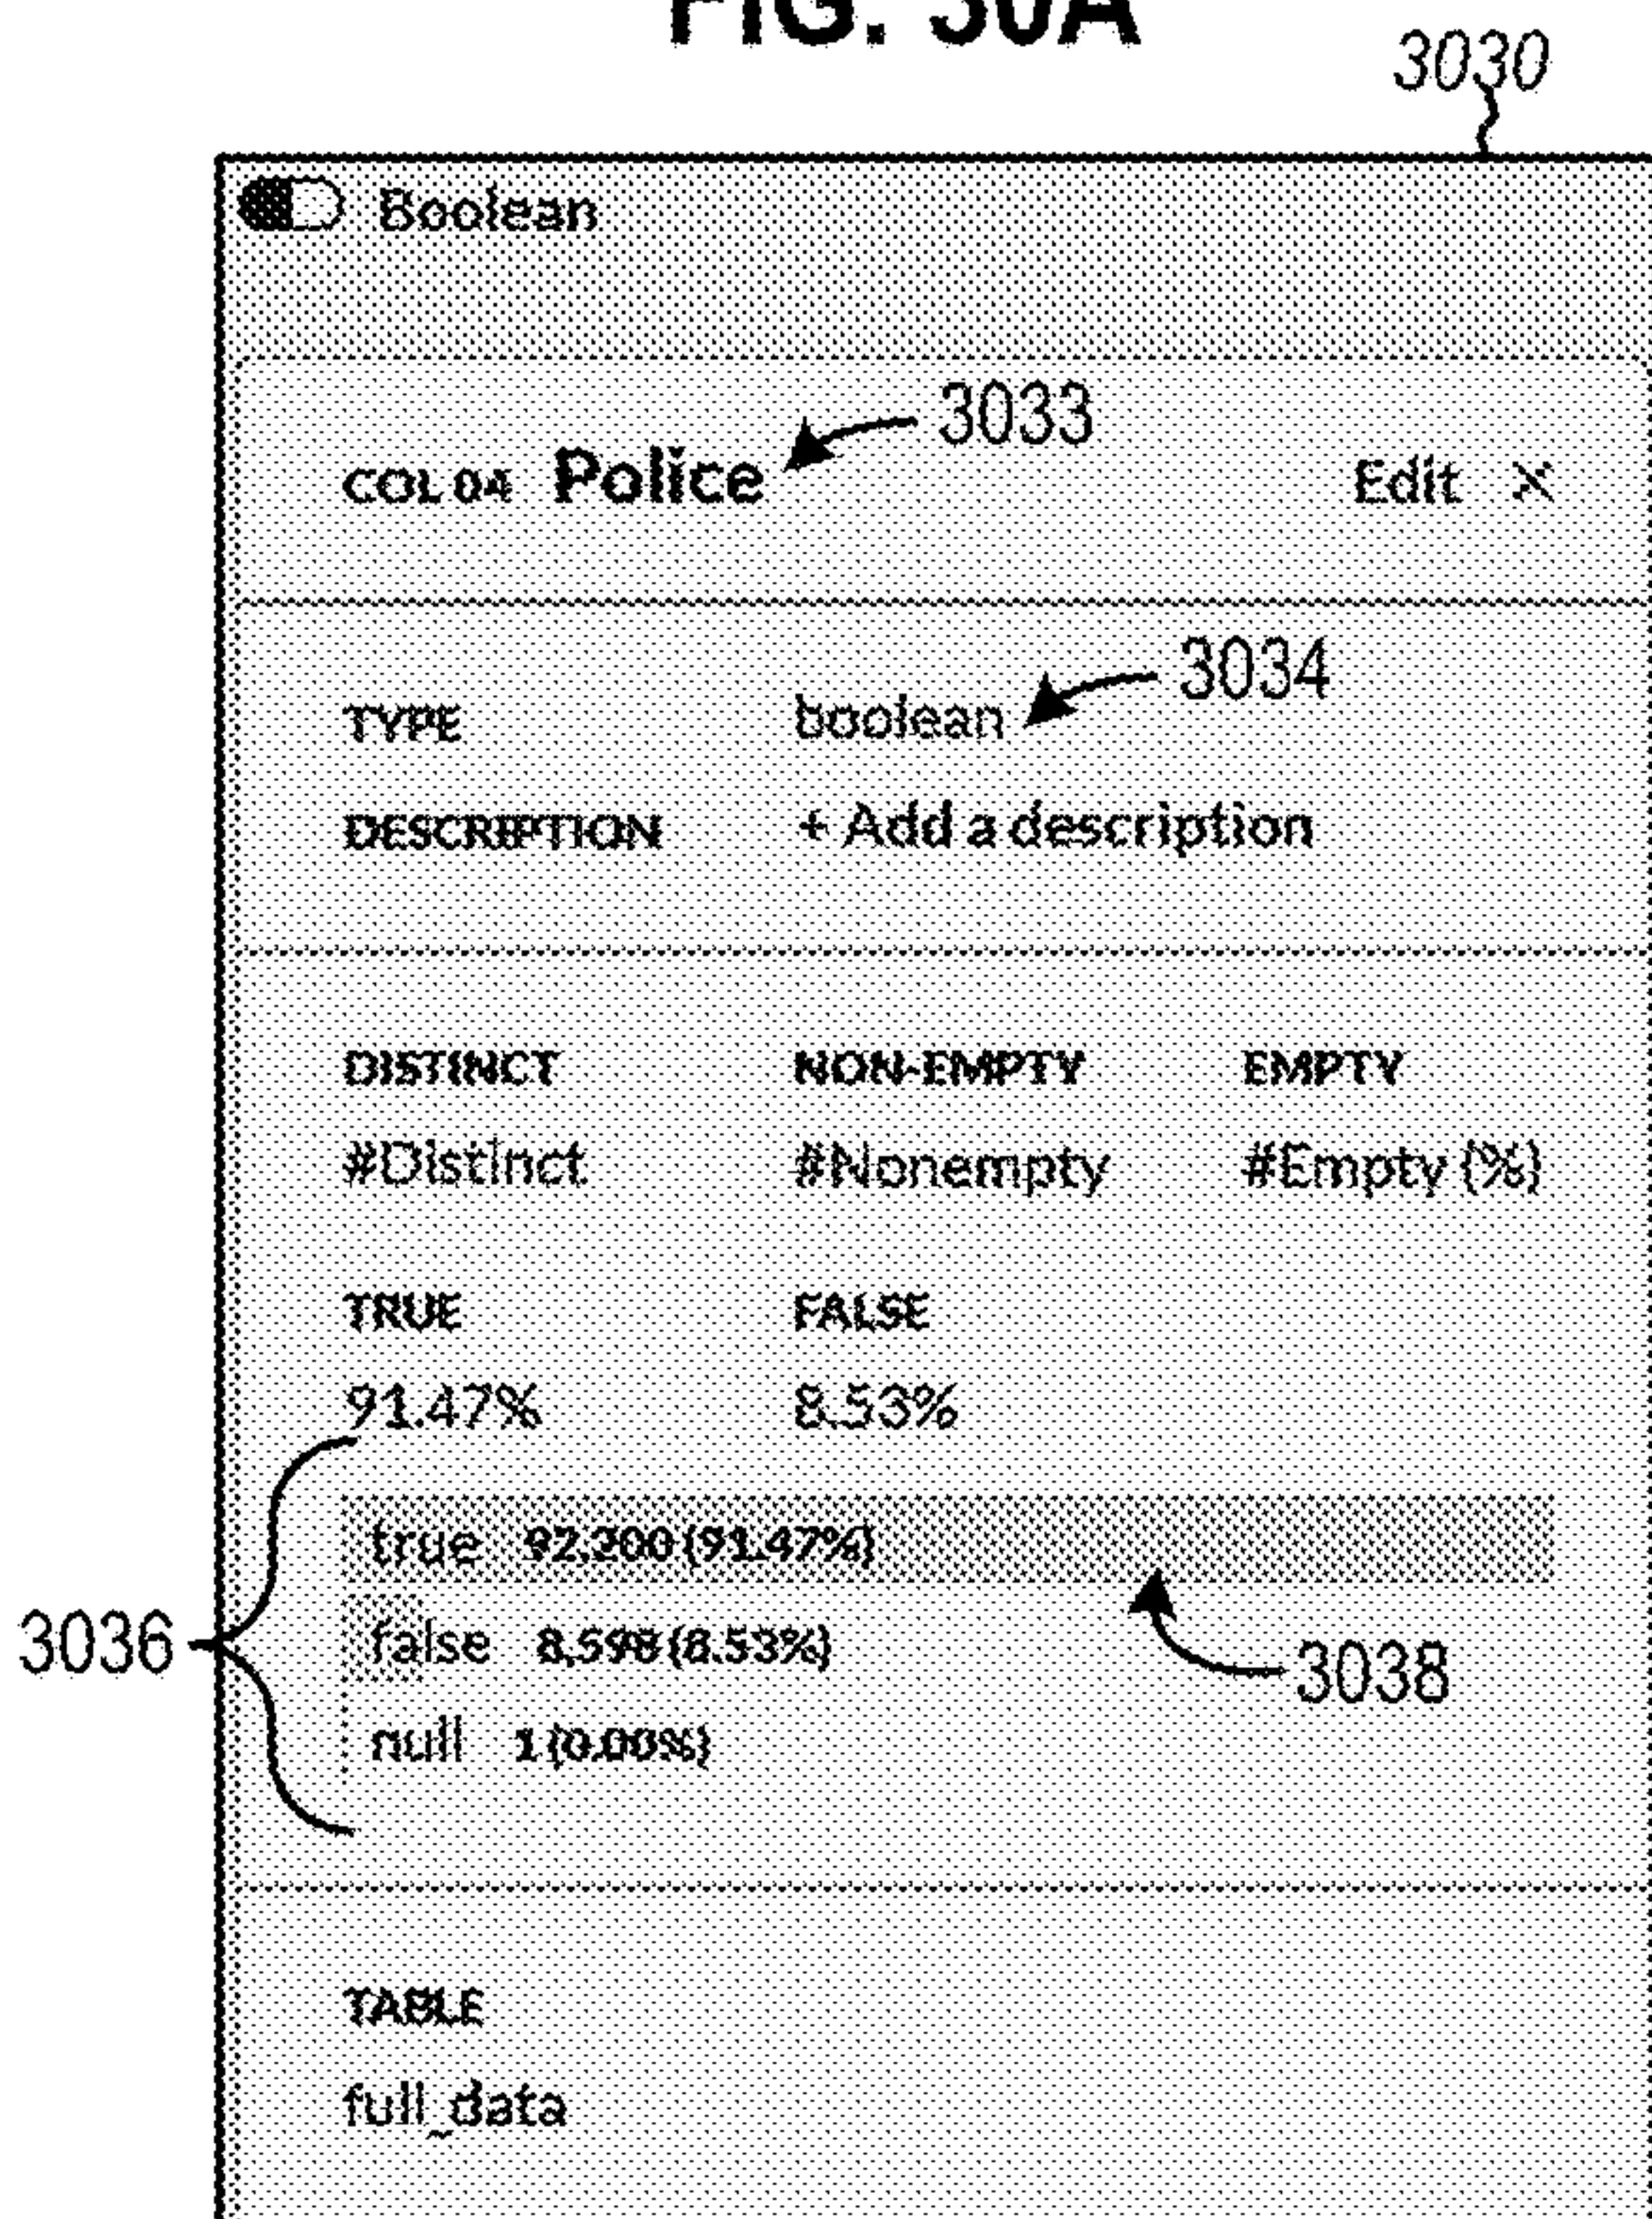 FIG. 30A
3030
Boolean
3033
COL 04 Police Edit ×
3034
TYPE boolean
DESCRIPTION + Add a description
DISTINCT NON-EMPTY EMPTY
#Distinct #Nonempty #Empty (%)
TRUE FALSE
91.47% 8.53%
true 92,200 (91.47%)
3036 false 8,598 (8.53%)
3038
null 1 (0.00%)
TABLE
full_data